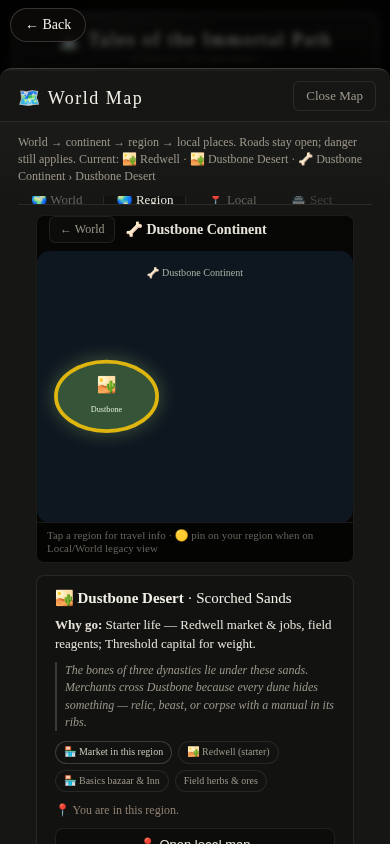 ← Back
Tales of the Immortal Path
🗺️ World Map
Close Map
World → continent → region → local places. Roads stay open; danger
still applies. Current: 🏜️ Redwell · 🏜️ Dustbone Desert · 🦴 Dustbone
Continent › Dustbone Desert
🌍 World
🌏 Region
📍 Local
Sect
← World
🦴 Dustbone Continent
🦴 Dustbone Continent
🏜️
Dustbone
Tap a region for travel info · 🟡 pin on your region when on
Local/World legacy view
🏜️ Dustbone Desert · Scorched Sands
Why go: Starter life — Redwell market & jobs, field
reagents; Threshold capital for weight.
The bones of three dynasties lie under these sands.
Merchants cross Dustbone because every dune hides
something — relic, beast, or corpse with a manual in its
ribs.
🏪 Market in this region
🏜️ Redwell (starter)
🏪 Basics bazaar & Inn
Field herbs & ores
📍 You are in this region.
📍 Open local map